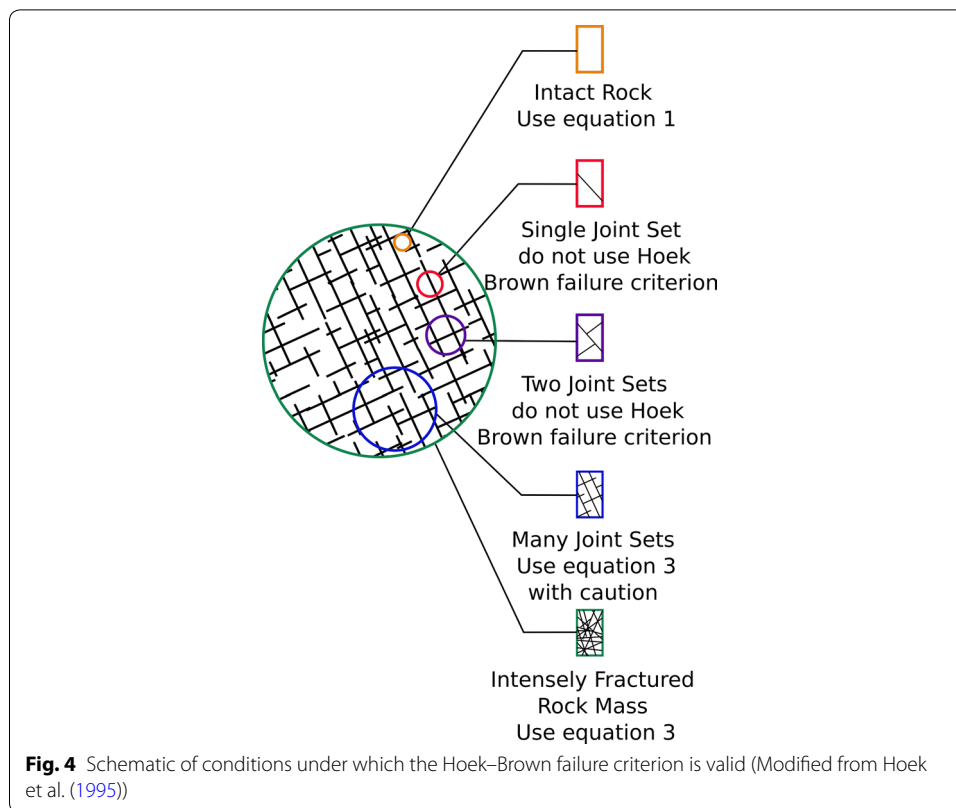 Intact Rock
Use equation 1
Single Joint Set
do not use Hoek
Brown failure criterion
Two Joint Sets
do not use Hoek
Brown failure criterion
Many Joint Sets
Use equation 3
with caution
Intensely Fractured
Rock Mass
Use equation 3
Fig. 4 Schematic of conditions under which the Hoek–Brown failure criterion is valid (Modified from Hoek
et al. (1995))